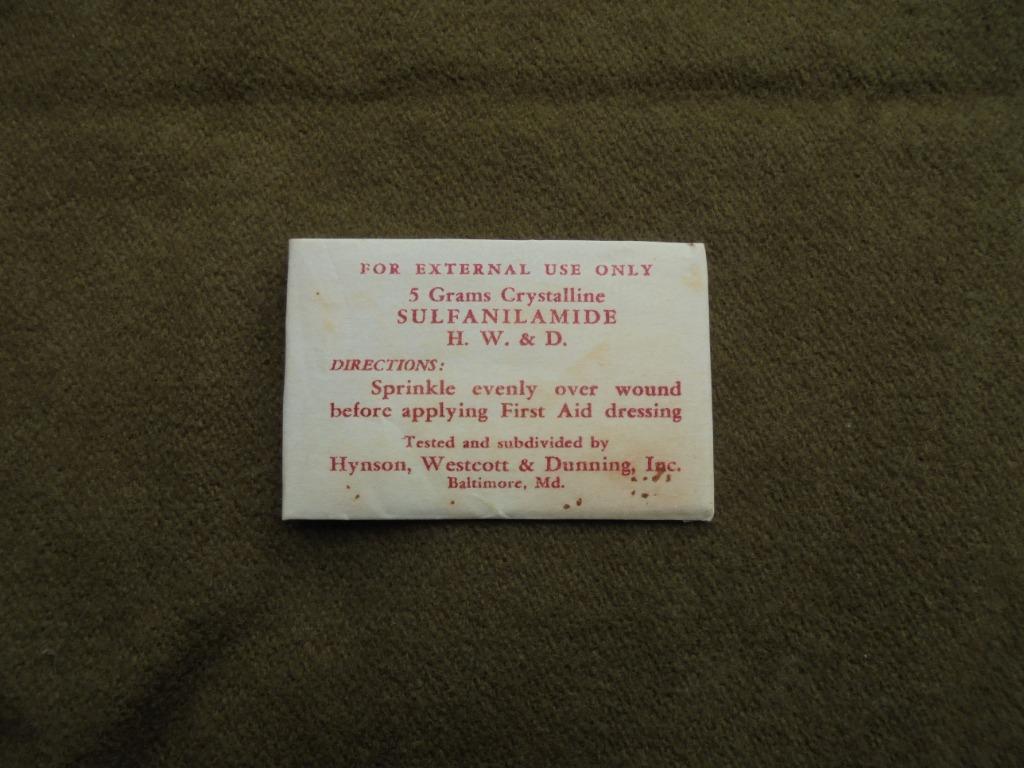 FOR EXTERNAL USE ONLY
5 Grams Crystalline
SULFANILAMIDE
H. W. & D.
DIRECTIONS:
Sprinkle evenly over wound
before applying First Aid dressing
Tested and subdivided by
Hynson, Westcott & Dunning, Inc.
Baltimore, Md.